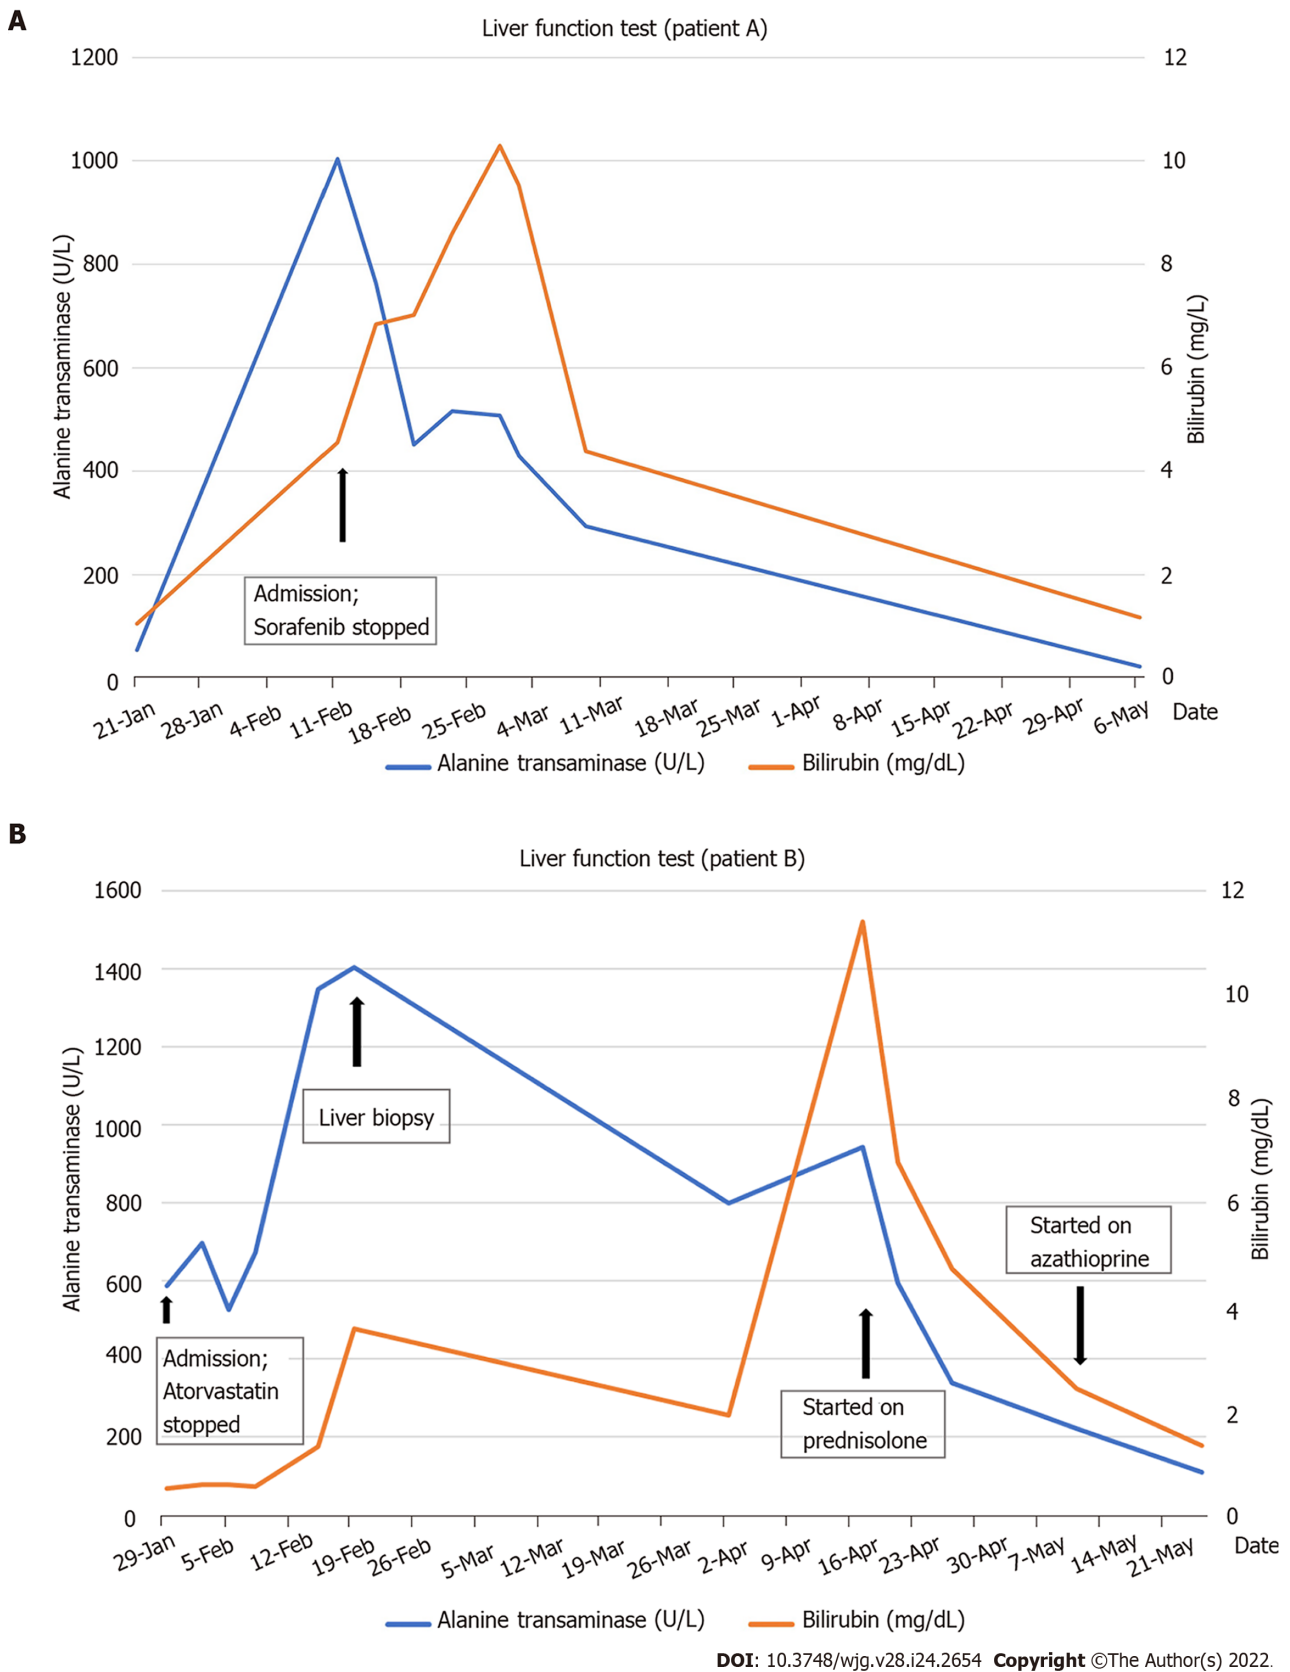 A
Liver function test (patient A)
1200
1000
800
600
400
200
0
Alanine transaminase (U/L)
12
10
8
6
4
2
0
Bilirubin (mg/L)
Admission;
Sorafenib stopped
21-Jan 28-Jan 4-Feb 11-Feb 18-Feb 25-Feb 4-Mar 11-Mar 18-Mar 25-Mar 1-Apr 8-Apr 15-Apr 22-Apr 29-Apr 6-May Date
Alanine transaminase (U/L) Bilirubin (mg/dL)
B
Liver function test (patient B)
1600
1400
1200
1000
800
600
400
200
0
Alanine transaminase (U/L)
12
10
8
6
4
2
0
Bilirubin (mg/dL)
Liver biopsy
Started on
azathioprine
Admission;
Atorvastatin
stopped
Started on
prednisolone
29-Jan 5-Feb 12-Feb 19-Feb 26-Feb 5-Mar 12-Mar 19-Mar 26-Mar 2-Apr 9-Apr 16-Apr 23-Apr 30-Apr 7-May 14-May 21-May Date
Alanine transaminase (U/L) Bilirubin (mg/dL)
DOI: 10.3748/wjg.v28.i24.2654 Copyright ©The Author(s) 2022.